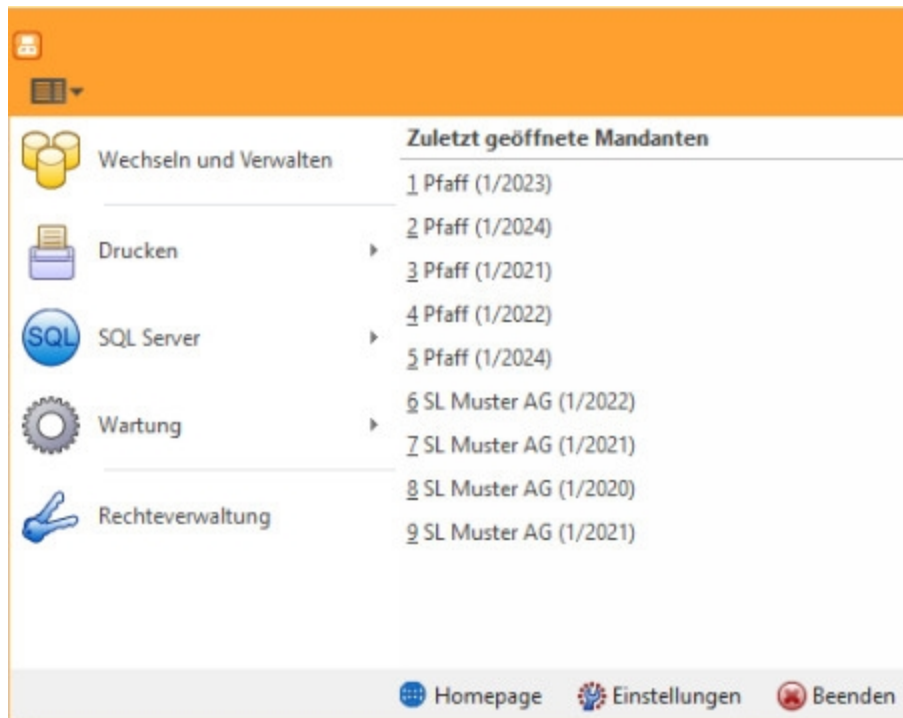 Wechseln und Verwalten
Drucken
SQL
SQL Server
Wartung
Rechteverwaltung
Zuletzt geöffnete Mandanten
1 Pfaff (1/2023)
2 Pfaff (1/2024)
3 Pfaff (1/2021)
4 Pfaff (1/2022)
5 Pfaff (1/2024)
6 SL Muster AG (1/2022)
7 SL Muster AG (1/2021)
8 SL Muster AG (1/2020)
9 SL Muster AG (1/2021)
Homepage Einstellungen Beenden